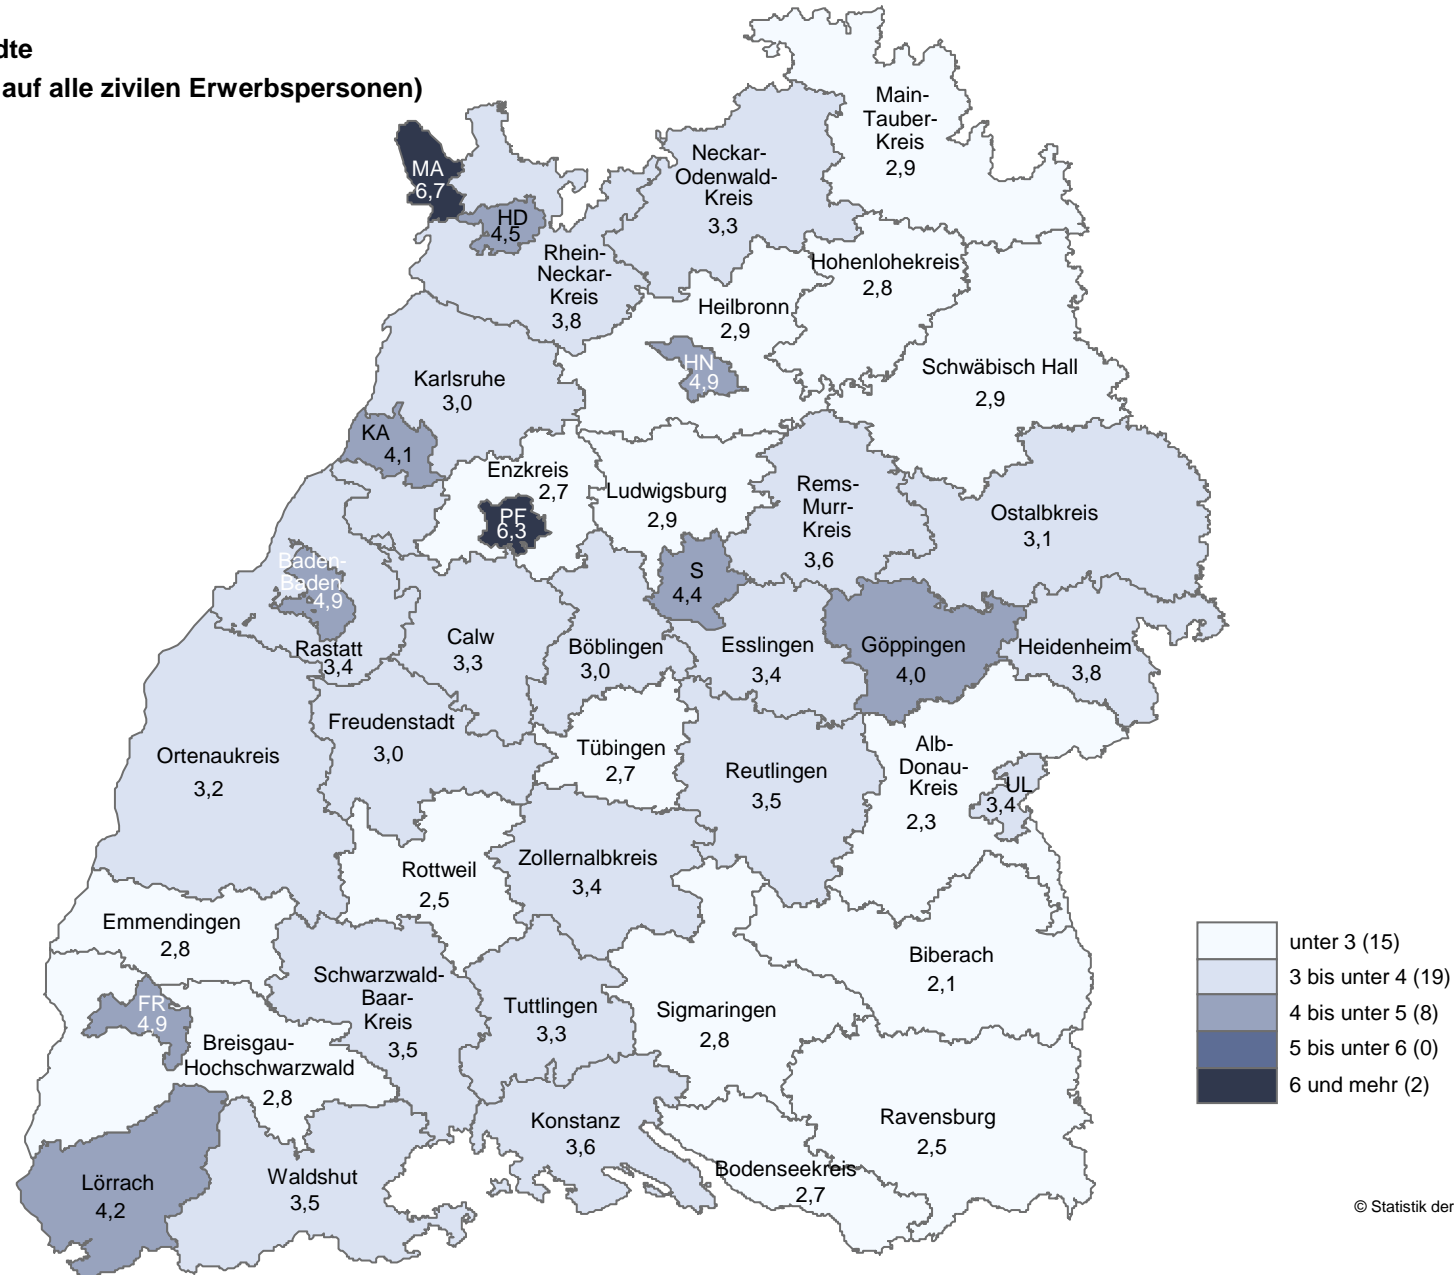 dte
auf alle zivilen Erwerbspersonen)
Main-
Tauber-
Kreis
2,9
MA
6,7
Neckar-
Odenwald-
Kreis
3,3
HD
4,5
Rhein-
Neckar-
Kreis
3,8
Hohenlohekreis
2,8
Heilbronn
2,9
HN
4,9
Schwäbisch Hall
2,9
Karlsruhe
3,0
KA
4,1
Enzkreis
2,7
PF
6,3
Ludwigsburg
2,9
Rems-
Murr-
Kreis
3,6
Ostalbkreis
3,1
Baden-
Baden
4,9
Rastatt
3,4
Calw
3,3
Böblingen
3,0
S
4,4
Esslingen
3,4
Göppingen
4,0
Heidenheim
3,8
Ortenaukreis
3,2
Freudenstadt
3,0
Tübingen
2,7
Reutlingen
3,5
Alb-
Donau-
Kreis
2,3
UL
3,4
Rottweil
2,5
Zollernalbkreis
3,4
Emmendingen
2,8
FR
4,9
Breisgau-
Hochschwarzwald
2,8
Schwarzwald-
Baar-
Kreis
3,5
Tuttlingen
3,3
Sigmaringen
2,8
Biberach
2,1
Konstanz
3,6
Ravensburg
2,5
Bodenseekreis
2,7
Lörrach
4,2
Waldshut
3,5
unter 3 (15)
3 bis unter 4 (19)
4 bis unter 5 (8)
5 bis unter 6 (0)
6 und mehr (2)
© Statistik der